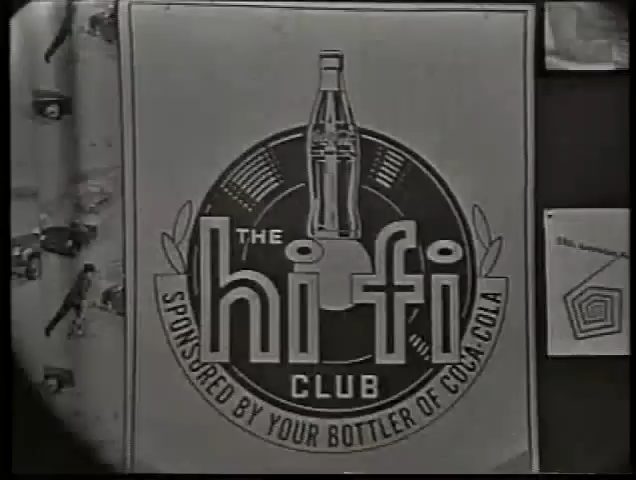 THE
hi fi
CLUB
SPONSORED BY YOUR BOTTLER OF COCA-COLA